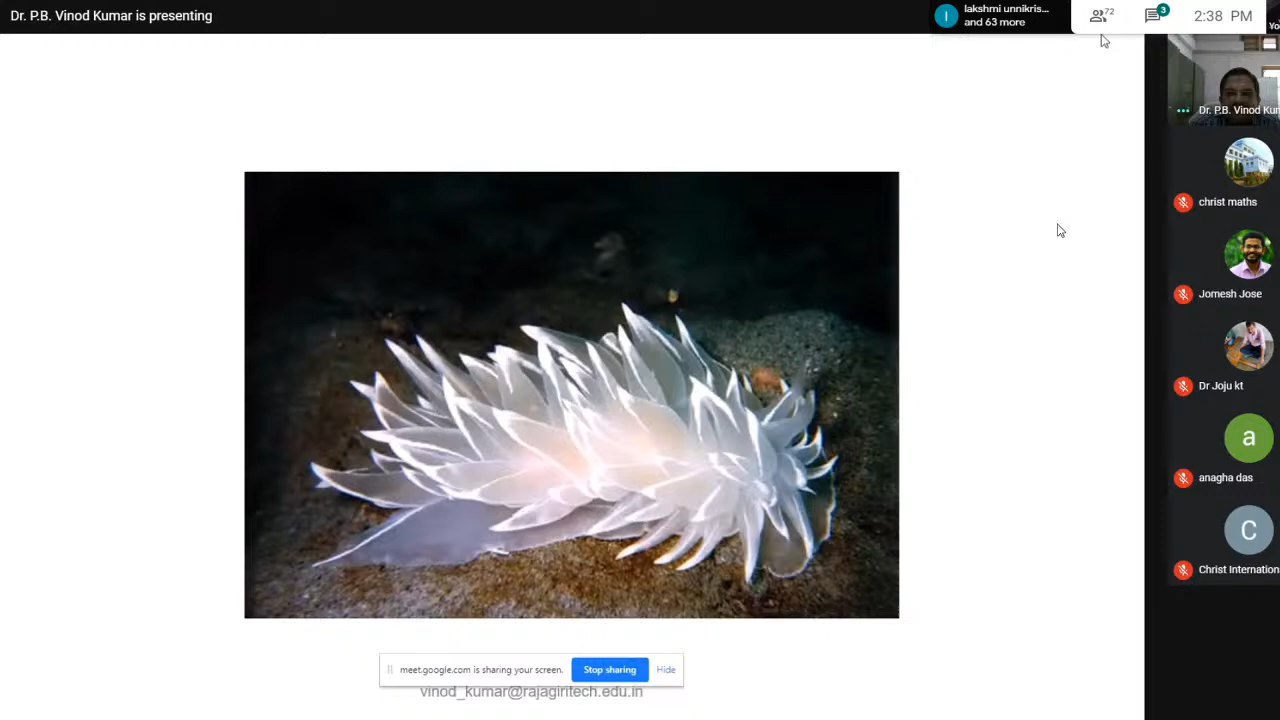 Dr. P.B. Vinod Kumar is presenting
I
lakshmi unnikris...
and 63 more
72
3
2:38 PM
Dr. P.B. Vinod Kur
christ maths
Jomesh Jose
Dr Joju kt
a
anagha das
C
Christ Internation
meet.google.com is sharing your screen.
Stop sharing
Hide
vinod_kumar@rajagiritech.edu.in